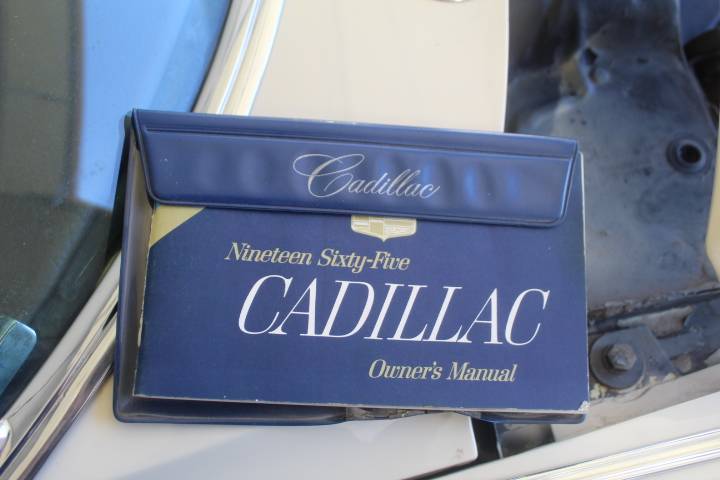 Cadillac
Nineteen Sixty-Five
CADILLAC
Owner's Manual